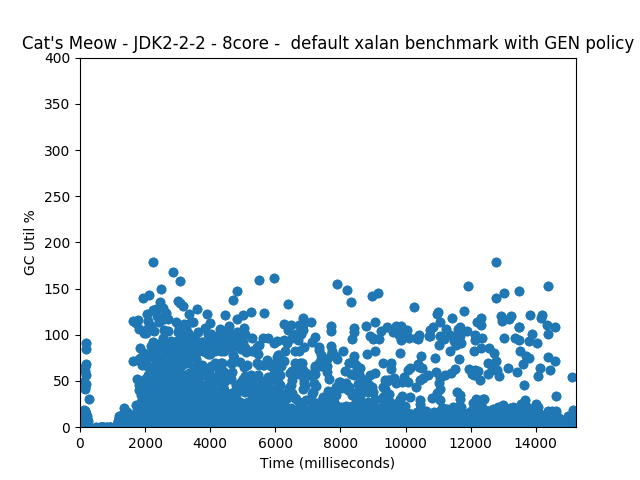 Cat's Meow - JDK2-2-2 - 8core -  default xalan benchmark with GEN policy
400
350
300
250
200
150
100
50
0
GC Util %
0 2000 4000 6000 8000 10000 12000 14000
Time (milliseconds)